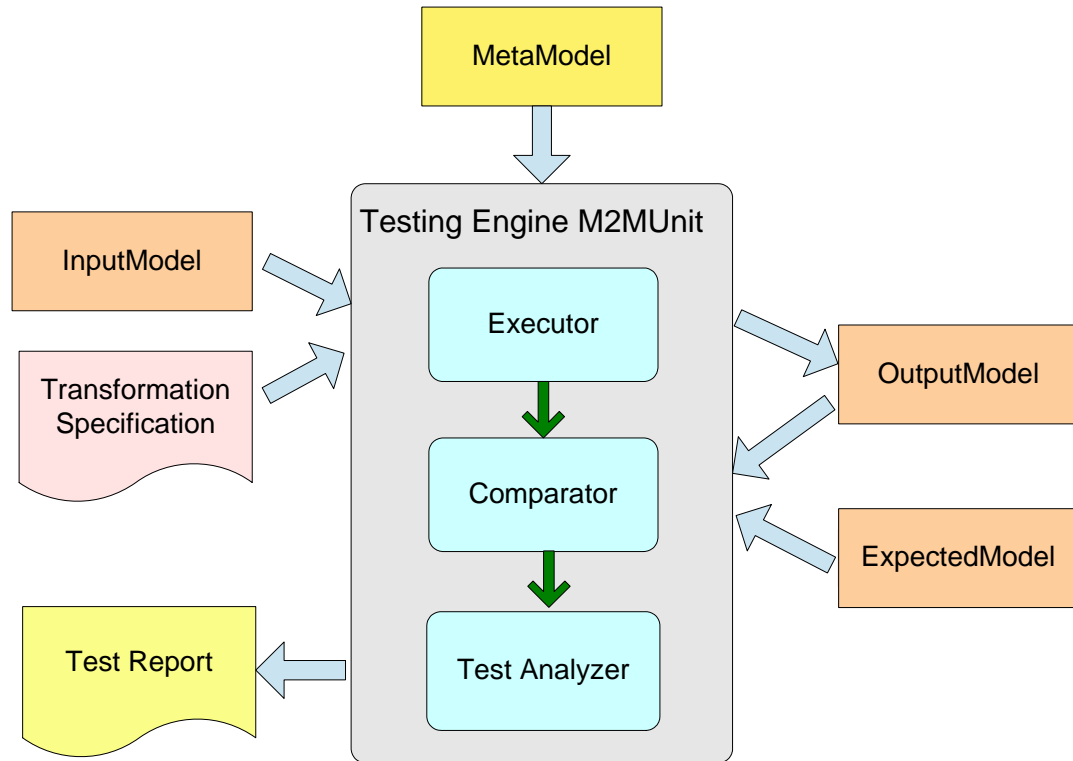 MetaModel
Testing Engine M2MUnit
InputModel
Executor
OutputModel
Transformation
Specification
Comparator
ExpectedModel
Test Report
Test Analyzer